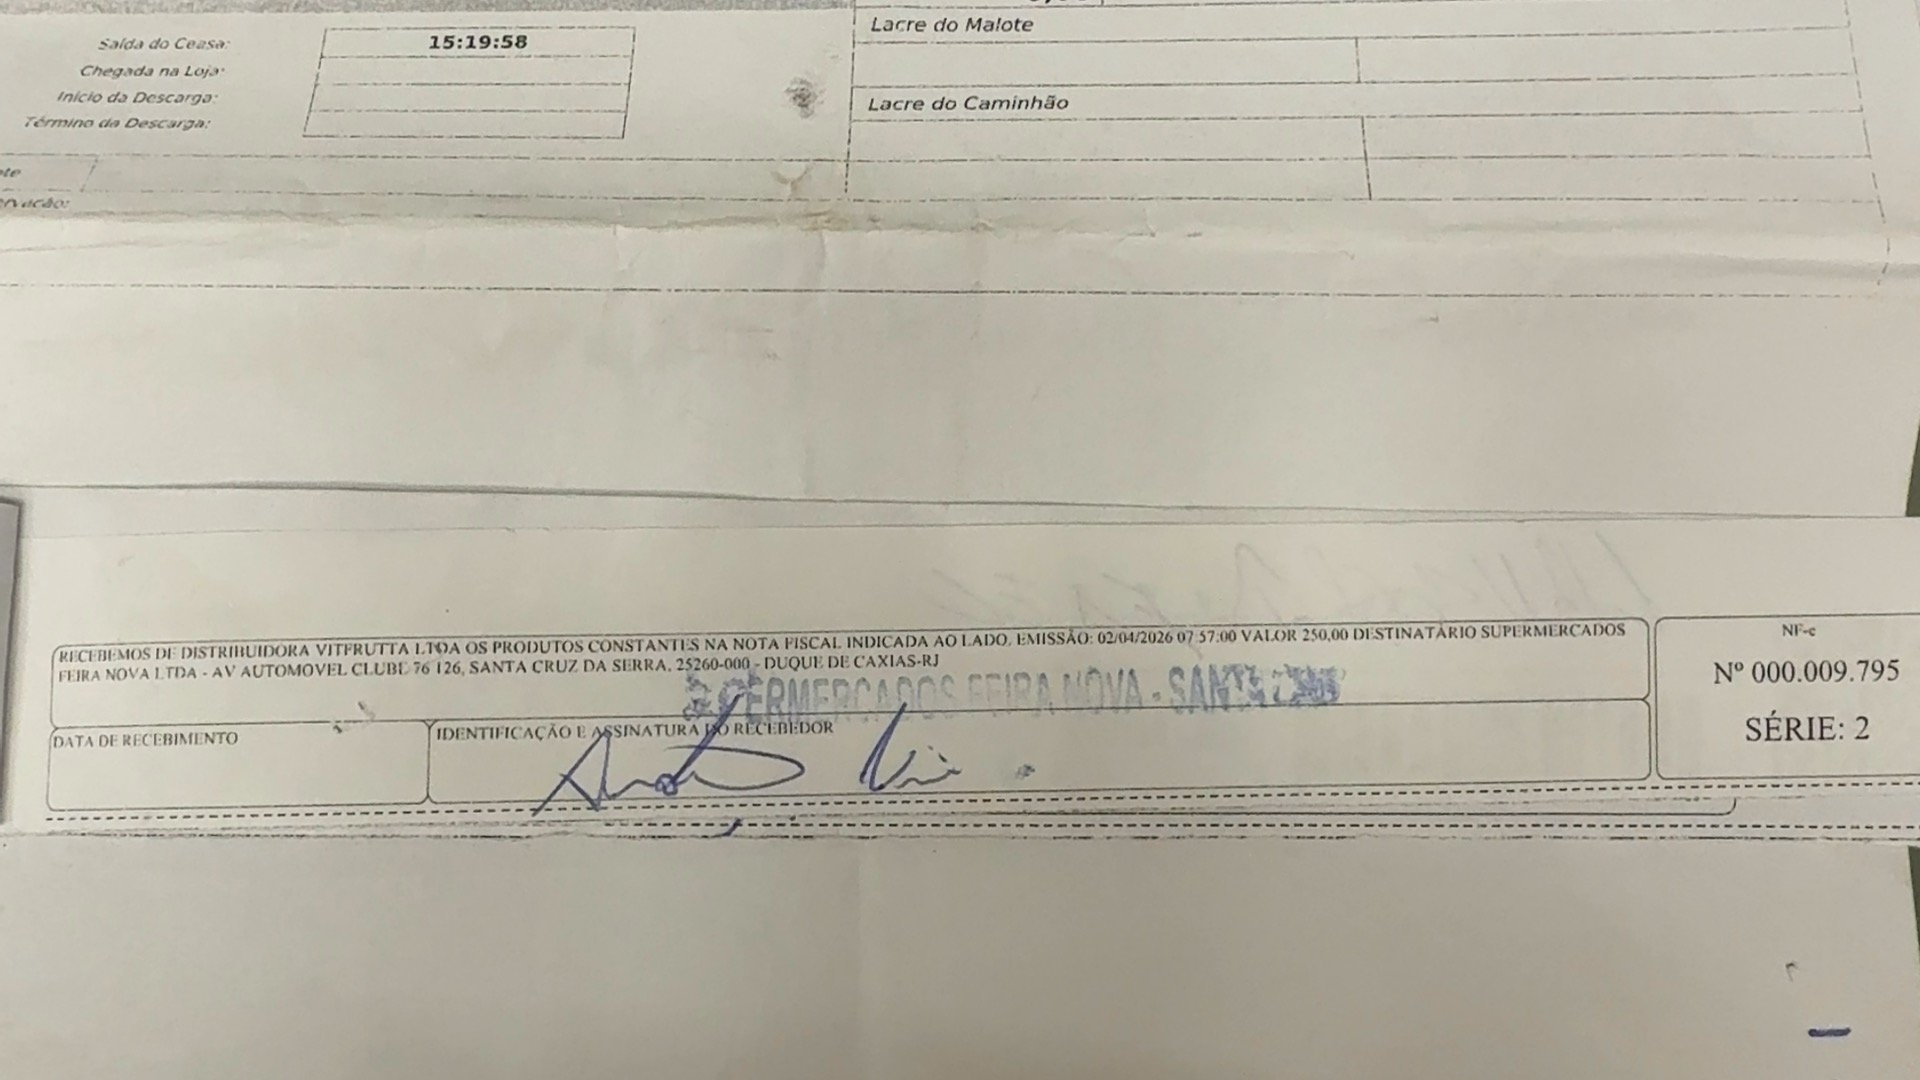 Saída do Ceasa: 15:19:58
Chegada na Loja:
Início da Descarga:
Término da Descarga:
Lacre do Malote
Lacre do Caminhão
RECEBEMOS DE DISTRIBUIDORA VITFRUTTA LTDA OS PRODUTOS CONSTANTES NA NOTA FISCAL INDICADA AO LADO. EMISSÃO: 02/04/2026 07:57:00 VALOR 250,00 DESTINATÁRIO SUPERMERCADOS
FEIRA NOVA LTDA - AV AUTOMOVEL CLUBE 76 126, SANTA CRUZ DA SERRA, 25260-000 - DUQUE DE CAXIAS-RJ
PERMERCADOS FEIRA NOVA - SANTA
DATA DE RECEBIMENTO
IDENTIFICAÇÃO E ASSINATURA DO RECEBEDOR
NF-e
Nº 000.009.795
SÉRIE: 2